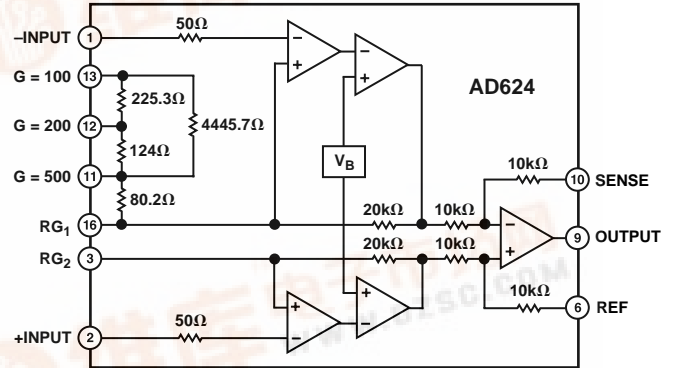 50Ω
–INPUT
1
G = 100
13
225.3Ω
AD624
G = 200
12
4445.7Ω
124Ω
VB
10kΩ
G = 500
11
10
SENSE
80.2Ω
20kΩ
10kΩ
RG1
16
9
OUTPUT
20kΩ
10kΩ
RG2
3
10kΩ
6
REF
50Ω
+INPUT
2